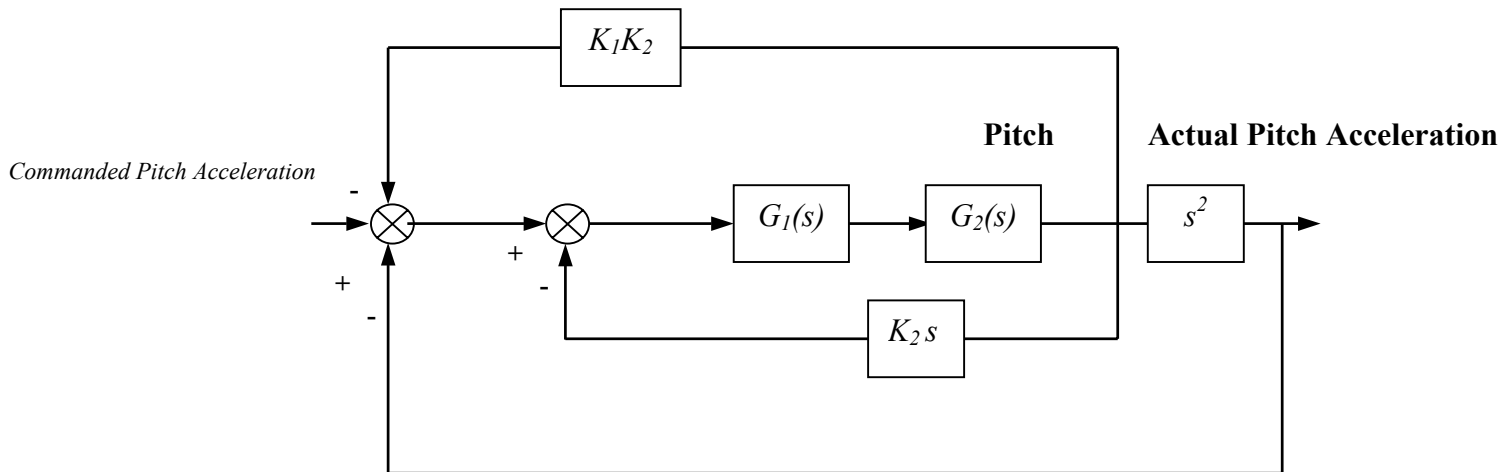 K₁K₂
Pitch
Actual Pitch Acceleration
Commanded Pitch Acceleration
-
G₁(s)
G₂(s)
s²
+
+
-
-
K₂ s